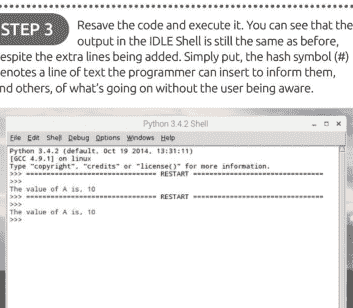 STEP 3 Resave the code and execute it. You can see that the
output in the IDLE Shell is still the same as before,
espite the extra lines being added. Simply put, the hash symbol (#)
enotes a line of text the programmer can insert to inform them,
nd others, of what's going on without the user being aware.
Python 3.4.2 Shell
File Edit Shell Debug Options Windows Help
Python 3.4.2 (default, Oct 19 2014, 13:31:11)
[GCC 4.9.1] on linux
Type "copyright", "credits" or "license()" for more information.
>>> ================================ RESTART ================================
>>>
The value of A is, 10
>>> ================================ RESTART ================================
>>>
The value of A is, 10
>>>